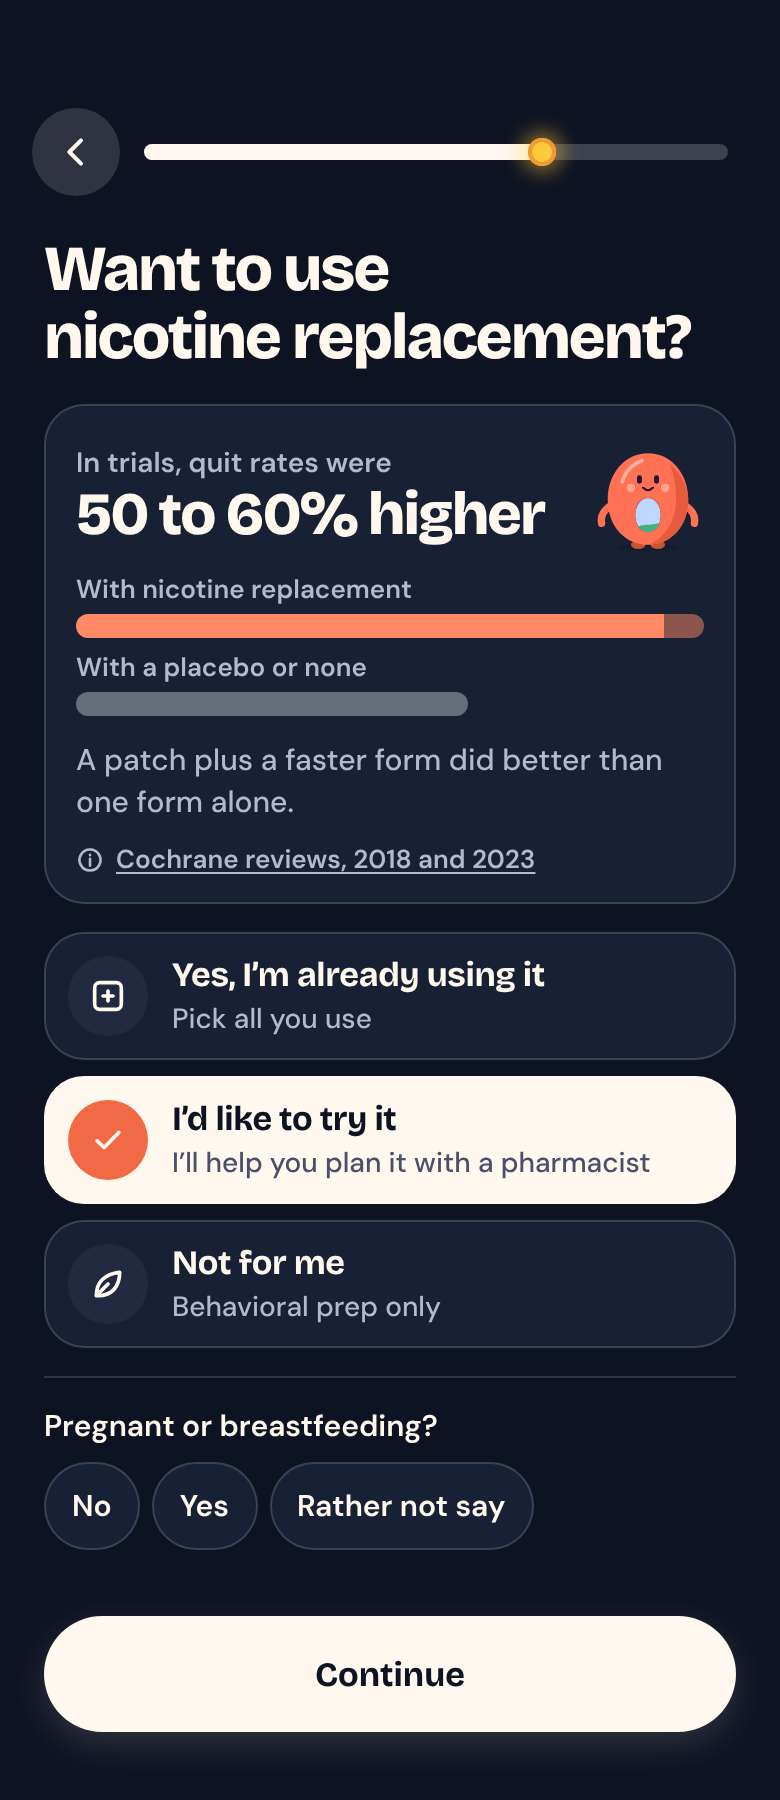 Want to use
nicotine replacement?
In trials, quit rates were
50 to 60% higher
With nicotine replacement
With a placebo or none
A patch plus a faster form did better than
one form alone.
Cochrane reviews, 2018 and 2023
Yes, I’m already using it
Pick all you use
I’d like to try it
I’ll help you plan it with a pharmacist
Not for me
Behavioral prep only
Pregnant or breastfeeding?
No
Yes
Rather not say
Continue